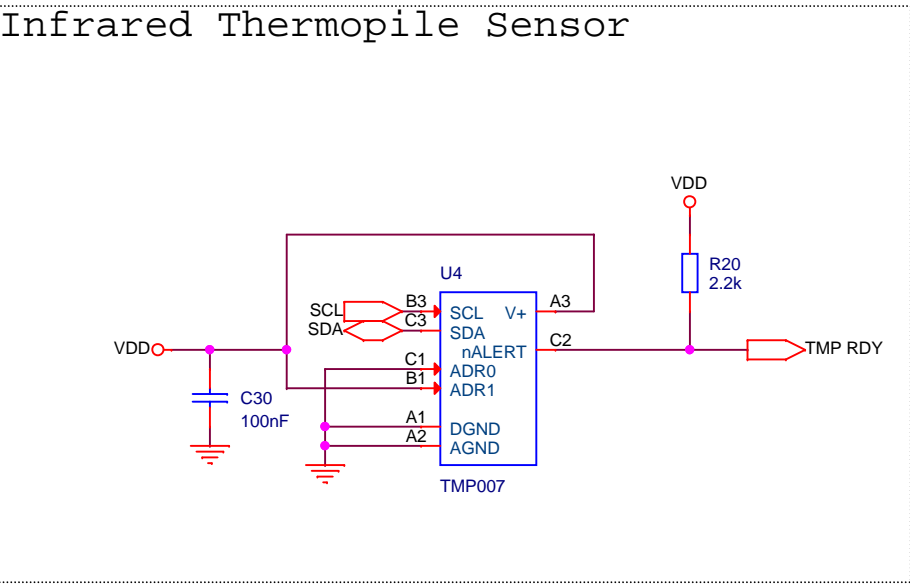 Infrared Thermopile Sensor
VDD
R20
2.2k
U4
SCL
B3
SCL
V+
A3
SDA
C3
SDA
nALERT
C2
TMP RDY
VDD
C1
ADR0
B1
ADR1
C30
100nF
A1
DGND
A2
AGND
TMP007